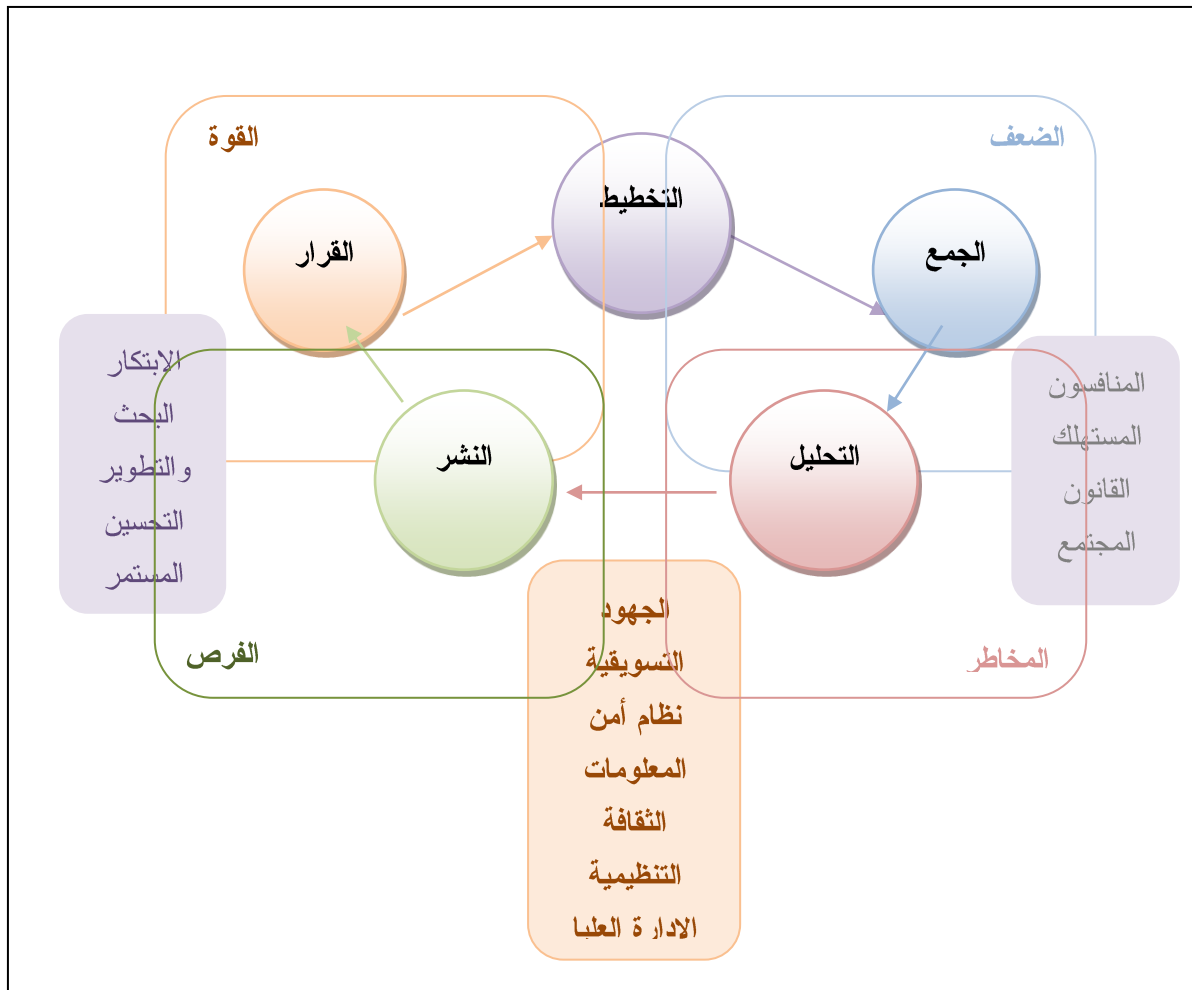 الضعف
القوة
التخطيط
الجمع
القرار
المنافسون
المستهلك
القانون
المجتمع
الابتكار
البحث
والتطوير
التحسين
المستمر
التحليل
النشر
الجهود
التسويقية
نظام أمن
المعلومات
الثقافة
التنظيمية
الادارة العليا
المخاطر
الفرص